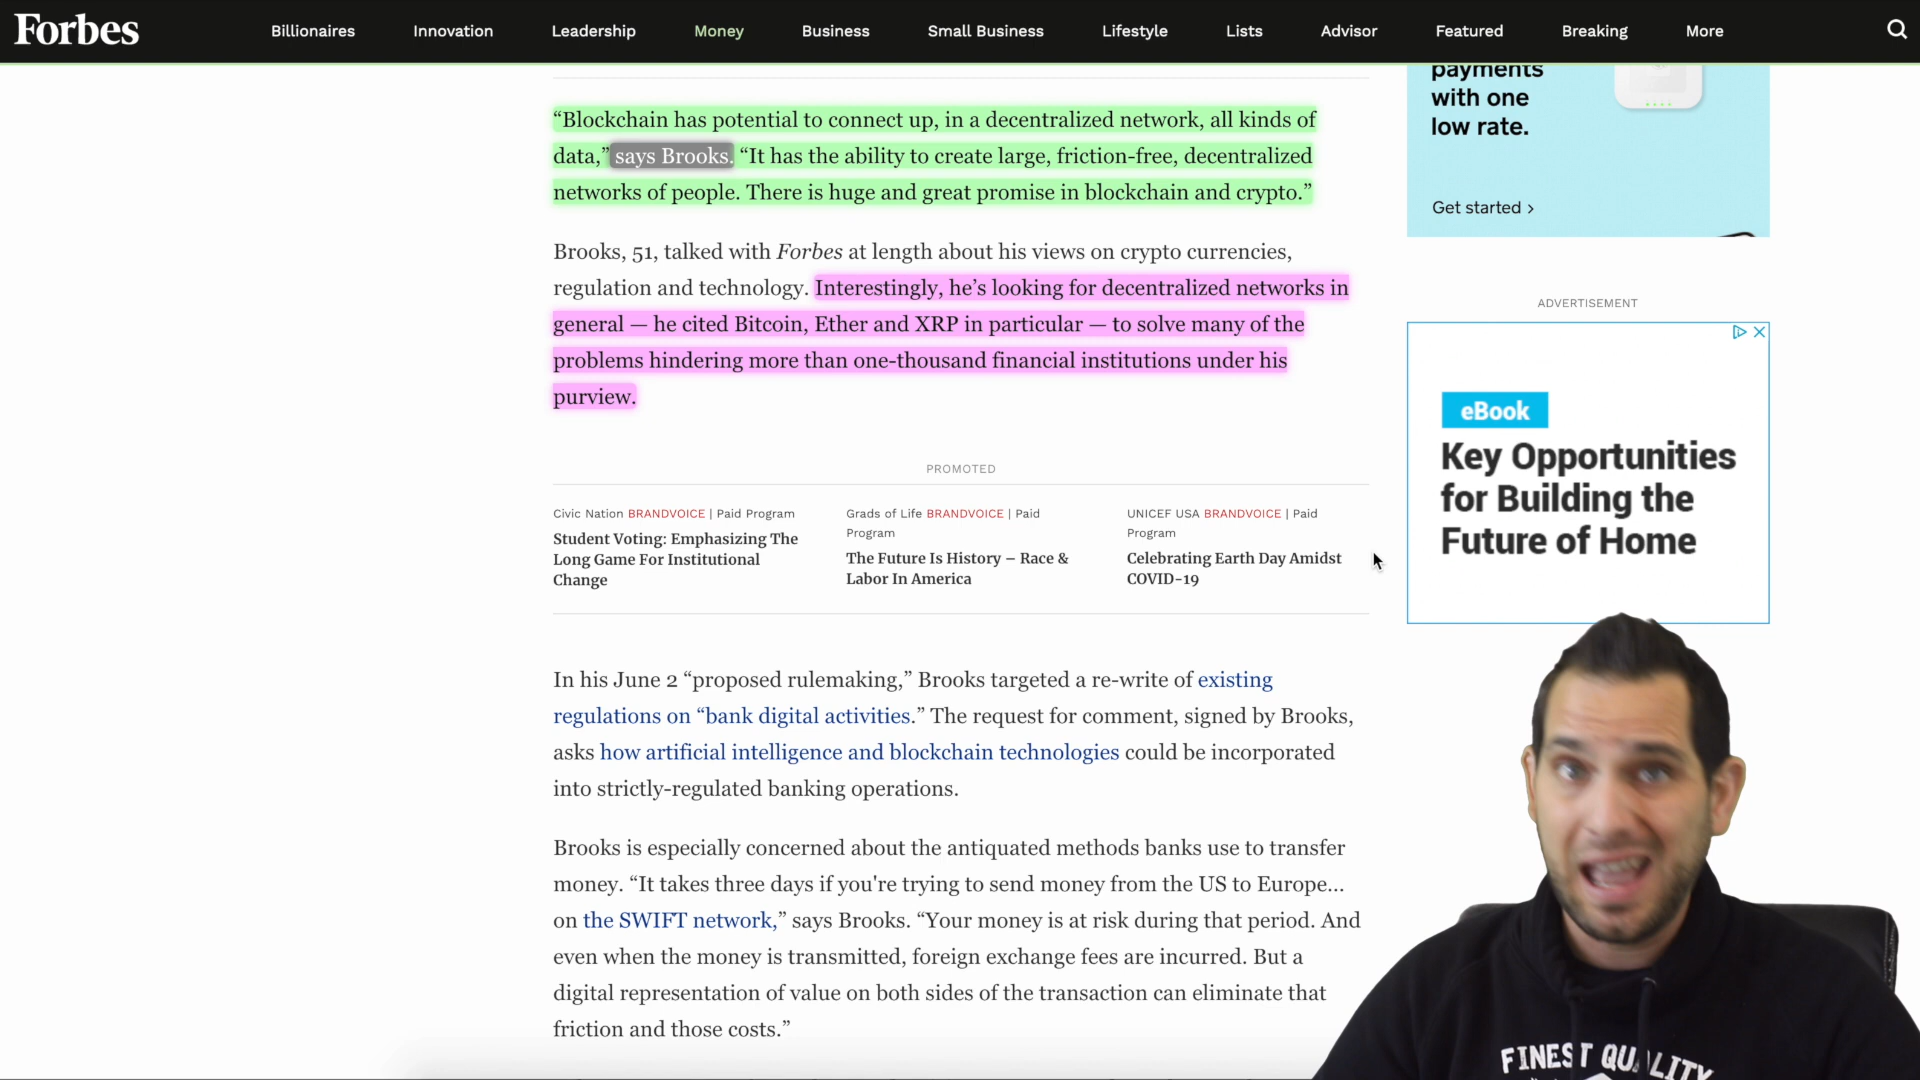 Forbes
Billionaires Innovation Leadership Money Business Small Business Lifestyle Lists Advisor Featured Breaking More
“Blockchain has potential to connect up, in a decentralized network, all kinds of
data,” says Brooks. “It has the ability to create large, friction-free, decentralized
networks of people. There is huge and great promise in blockchain and crypto.”
Brooks, 51, talked with Forbes at length about his views on crypto currencies,
regulation and technology. Interestingly, he’s looking for decentralized networks in
general — he cited Bitcoin, Ether and XRP in particular — to solve many of the
problems hindering more than one-thousand financial institutions under his
purview.
PROMOTED
Civic Nation BRANDVOICE | Paid Program
Student Voting: Emphasizing The
Long Game For Institutional
Change
Grads of Life BRANDVOICE | Paid
Program
The Future Is History – Race &
Labor In America
UNICEF USA BRANDVOICE | Paid
Program
Celebrating Earth Day Amidst
COVID-19
In his June 2 “proposed rulemaking,” Brooks targeted a re-write of existing
regulations on “bank digital activities.” The request for comment, signed by Brooks,
asks how artificial intelligence and blockchain technologies could be incorporated
into strictly-regulated banking operations.
Brooks is especially concerned about the antiquated methods banks use to transfer
money. “It takes three days if you're trying to send money from the US to Europe…
on the SWIFT network,” says Brooks. “Your money is at risk during that period. And
even when the money is transmitted, foreign exchange fees are incurred. But a
digital representation of value on both sides of the transaction can eliminate that
friction and those costs.”
payments
with one
low rate.
Get started ›
ADVERTISEMENT
eBook
Key Opportunities
for Building the
Future of Home
FINEST QUALITY